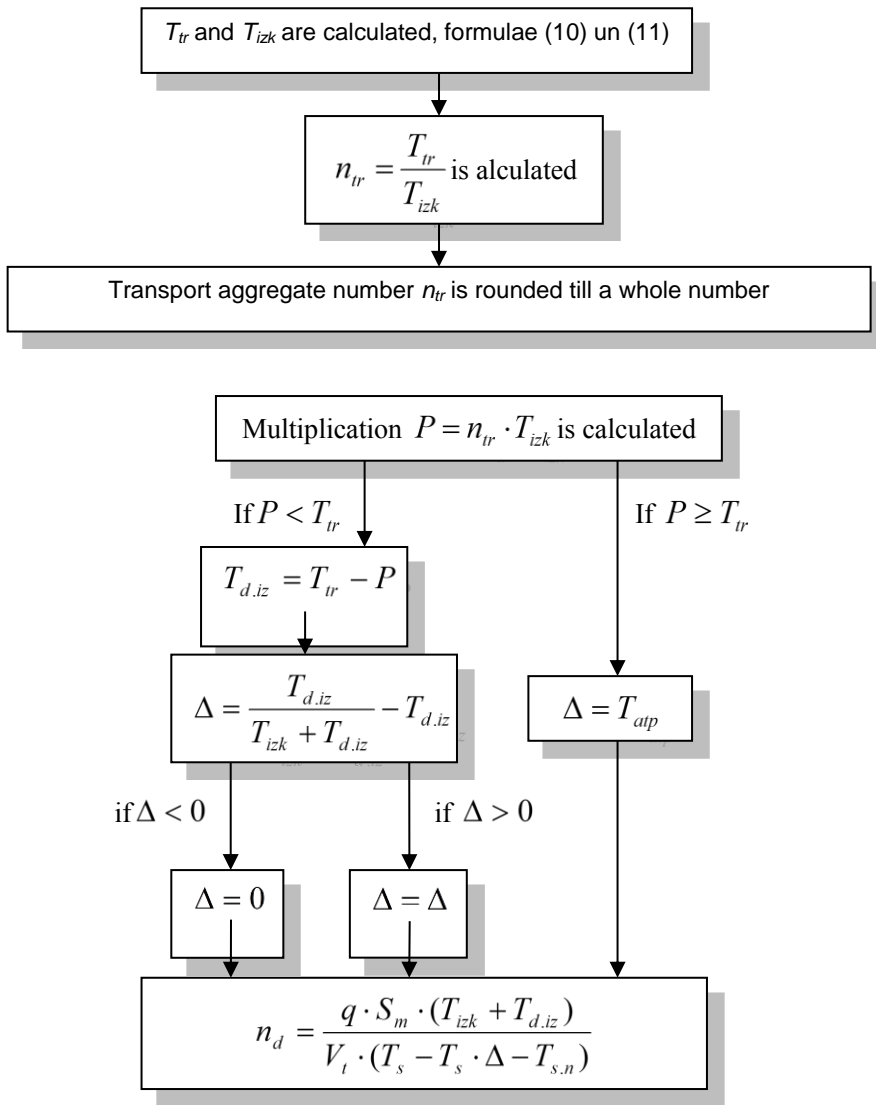 T_tr and T_izk are calculated, formulae (10) un (11)
n_tr = T_tr / T_izk is alculated
Transport aggregate number n_tr is rounded till a whole number
Multiplication P = n_tr · T_izk is calculated
If P < T_tr
If P ≥ T_tr
T_d.iz = T_tr − P
Δ = T_d.iz / (T_izk + T_d.iz) − T_d.iz
Δ = T_atp
if Δ < 0
if Δ > 0
Δ = 0
Δ = Δ
n_d = q · S_m · (T_izk + T_d.iz) / V_t · (T_s − T_s · Δ − T_s.n)